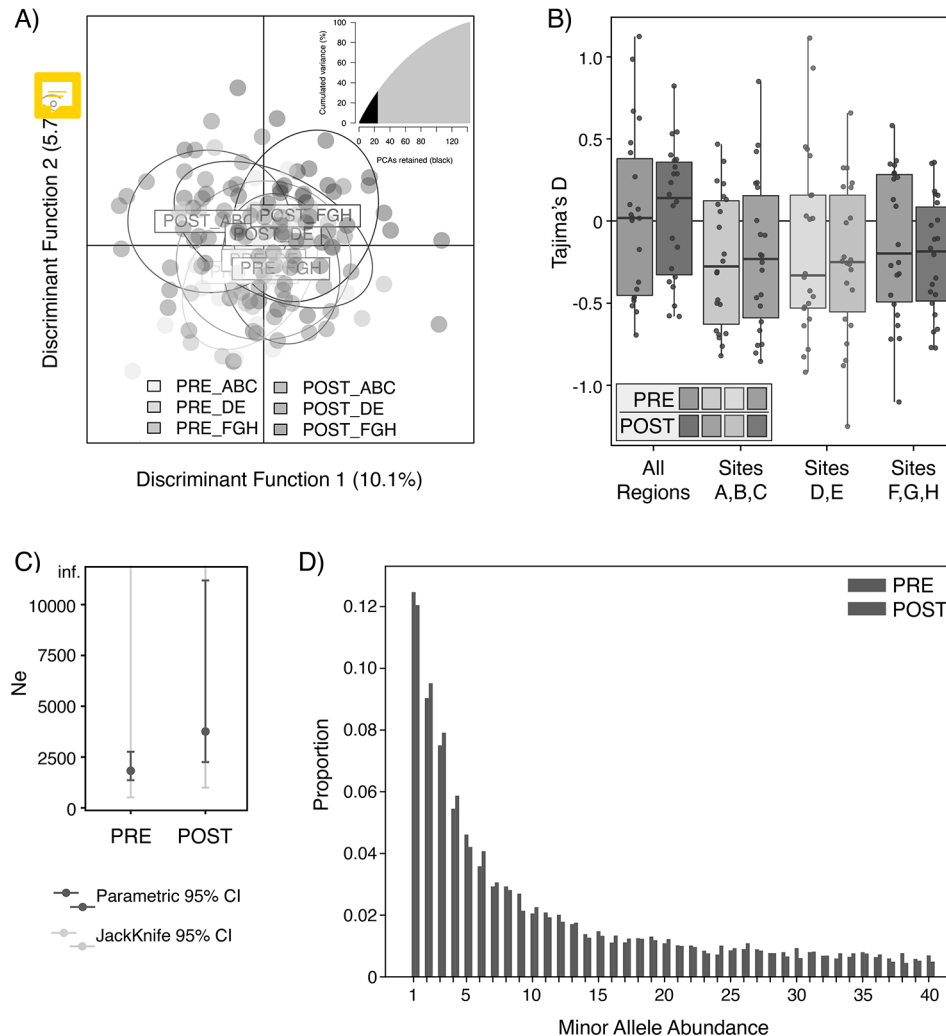 A)
Discriminant Function 2 (5.7
Cumulated variance (%)
100
80
60
40
20
0
0 20 40 60 80 120
PCAs retained (black)
POST_ABC
POST_FGH
POST_DE
PRE_FGH
PRE_ABC
PRE_DE
PRE_FGH
POST_ABC
POST_DE
POST_FGH
Discriminant Function 1 (10.1%)
B)
Tajima's D
1.0
0.5
0
-0.5
-1.0
PRE
POST
All
Regions
Sites
A,B,C
Sites
D,E
Sites
F,G,H
C)
Ne
inf.
10000
7500
5000
2500
0
PRE
POST
Parametric 95% CI
JackKnife 95% CI
D)
Proportion
0.12
0.10
0.08
0.06
0.04
0.02
0
PRE
POST
1 5 10 15 20 25 30 35 40
Minor Allele Abundance